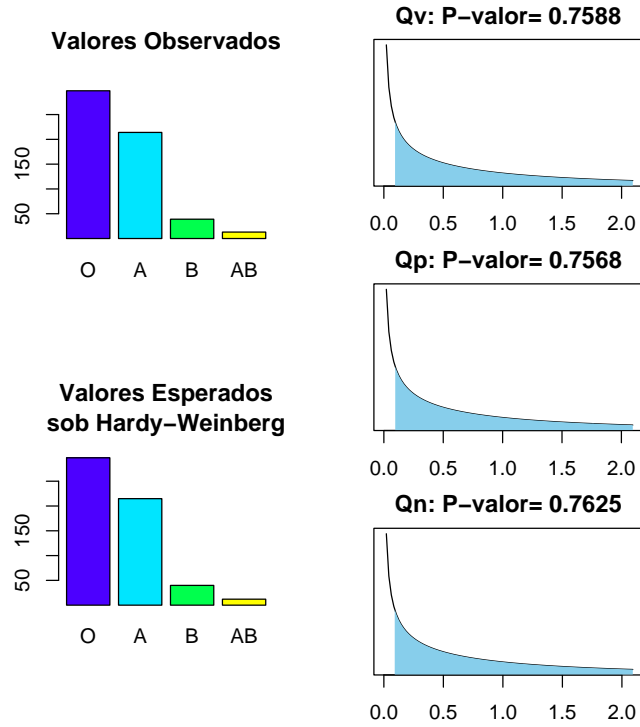 Valores Observados
50
150
O A B AB
Valores Esperados
sob Hardy−Weinberg
50
150
O A B AB
Qv: P−valor= 0.7588
0.0 0.5 1.0 1.5 2.0
Qp: P−valor= 0.7568
0.0 0.5 1.0 1.5 2.0
Qn: P−valor= 0.7625
0.0 0.5 1.0 1.5 2.0